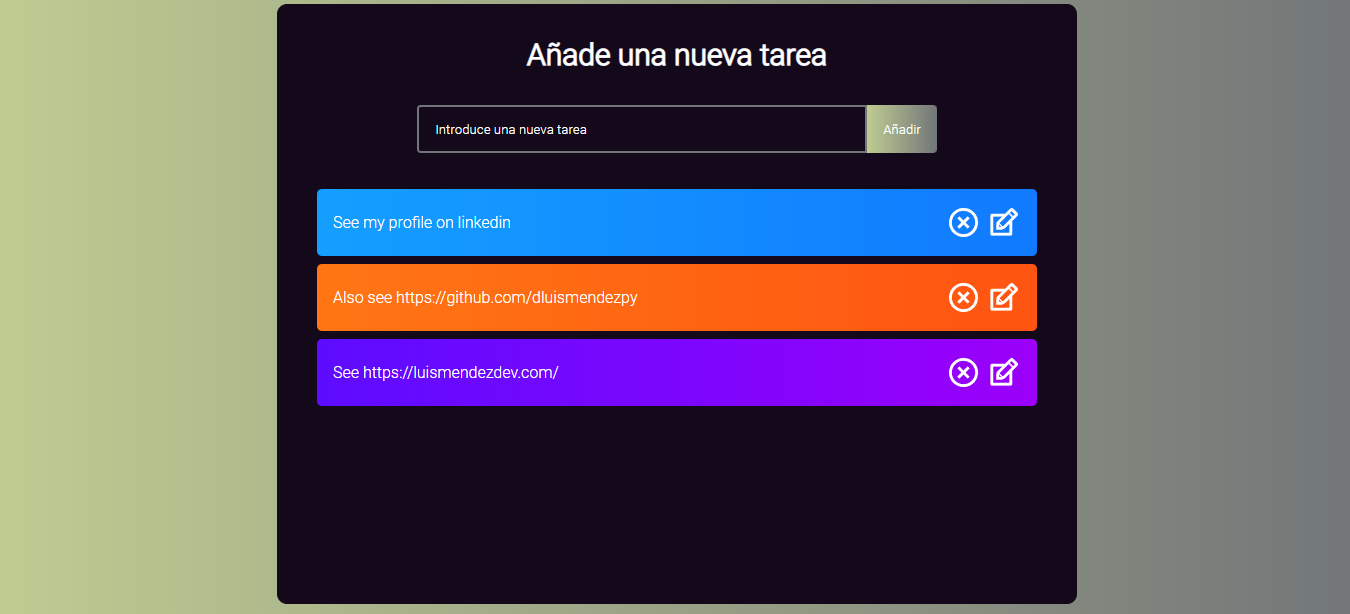 Añade una nueva tarea
Introduce una nueva tarea
Añadir
See my profile on linkedin
Also see https://github.com/dluismendezpy
See https://luismendezdev.com/